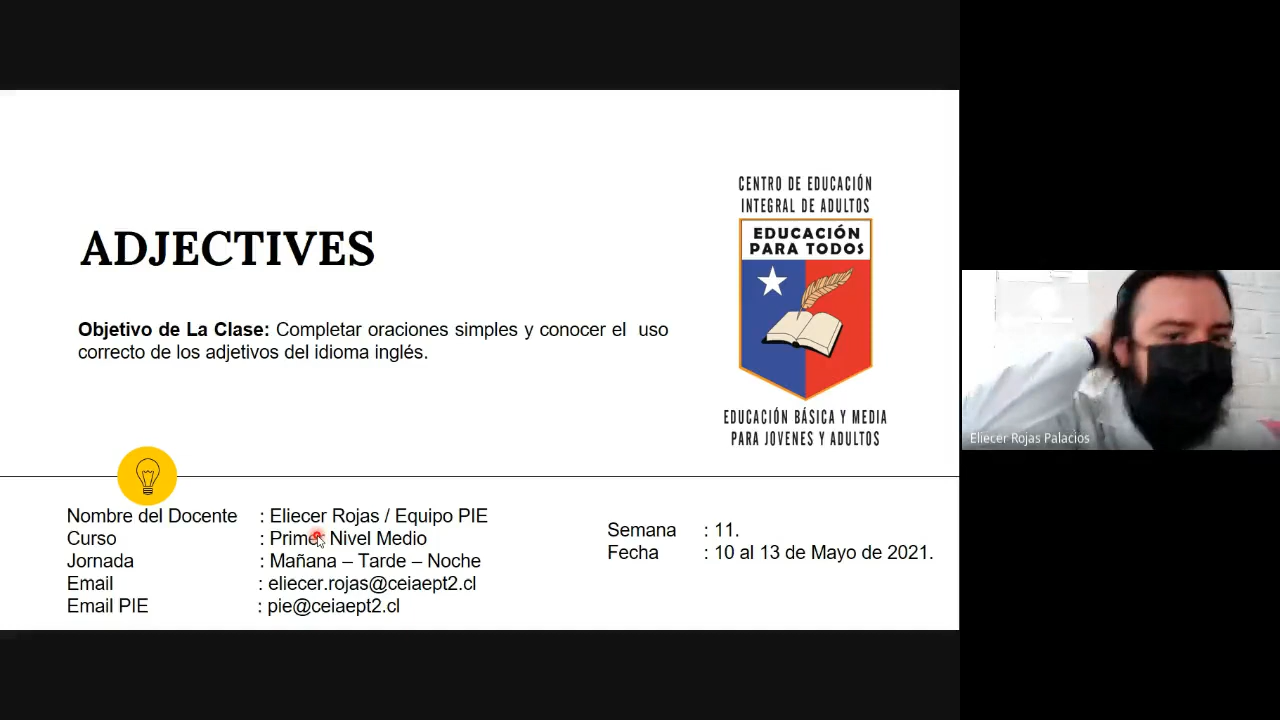 CENTRO DE EDUCACIÓN
INTEGRAL DE ADULTOS
EDUCACIÓN
PARA TODOS
ADJECTIVES
Objetivo de La Clase: Completar oraciones simples y conocer el uso
correcto de los adjetivos del idioma inglés.
EDUCACIÓN BÁSICA Y MEDIA
PARA JOVENES Y ADULTOS
Eliecer Rojas Palacios
Nombre del Docente : Eliecer Rojas / Equipo PIE
Curso : Primer Nivel Medio
Jornada : Mañana – Tarde – Noche
Email : eliecer.rojas@ceiaept2.cl
Email PIE : pie@ceiaept2.cl
Semana : 11.
Fecha : 10 al 13 de Mayo de 2021.